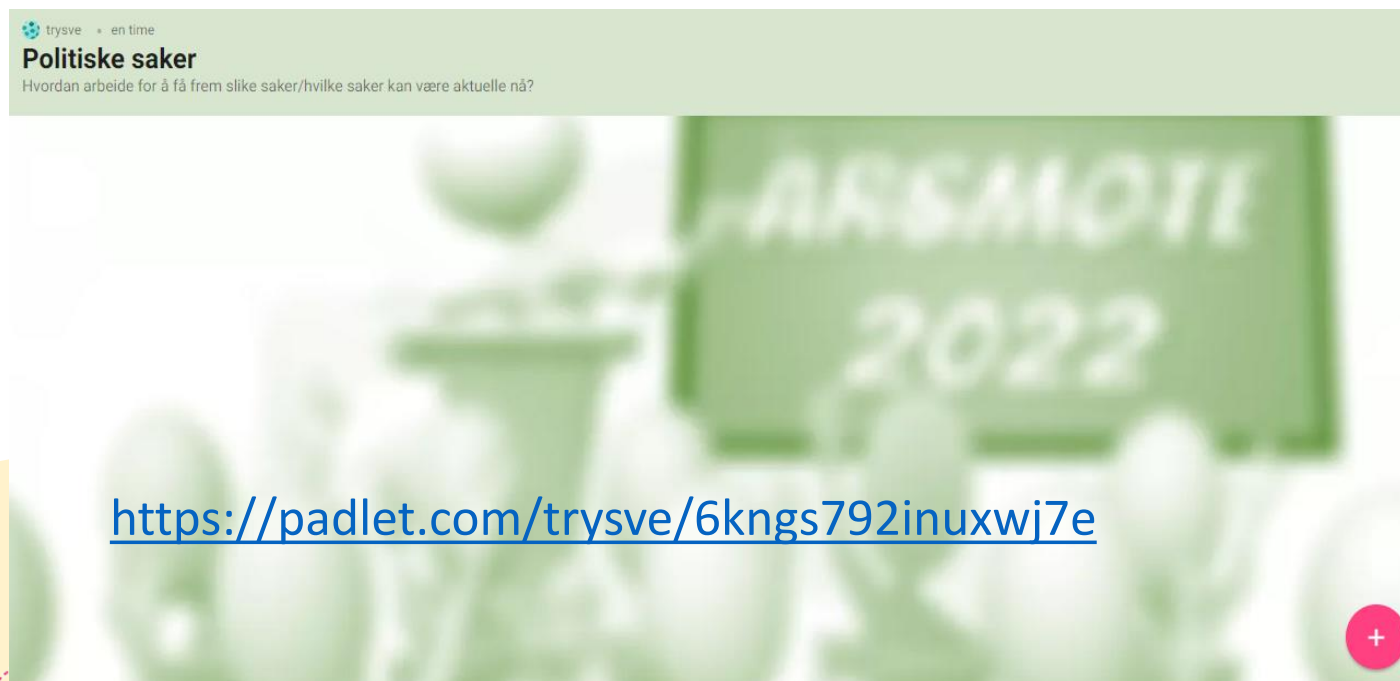 trysve • en time
Politiske saker
Hvordan arbeide for å få frem slike saker/hvilke saker kan være aktuelle nå?
ÅRSMØTE
2022
https://padlet.com/trysve/6kngs792inuxwj7e
+